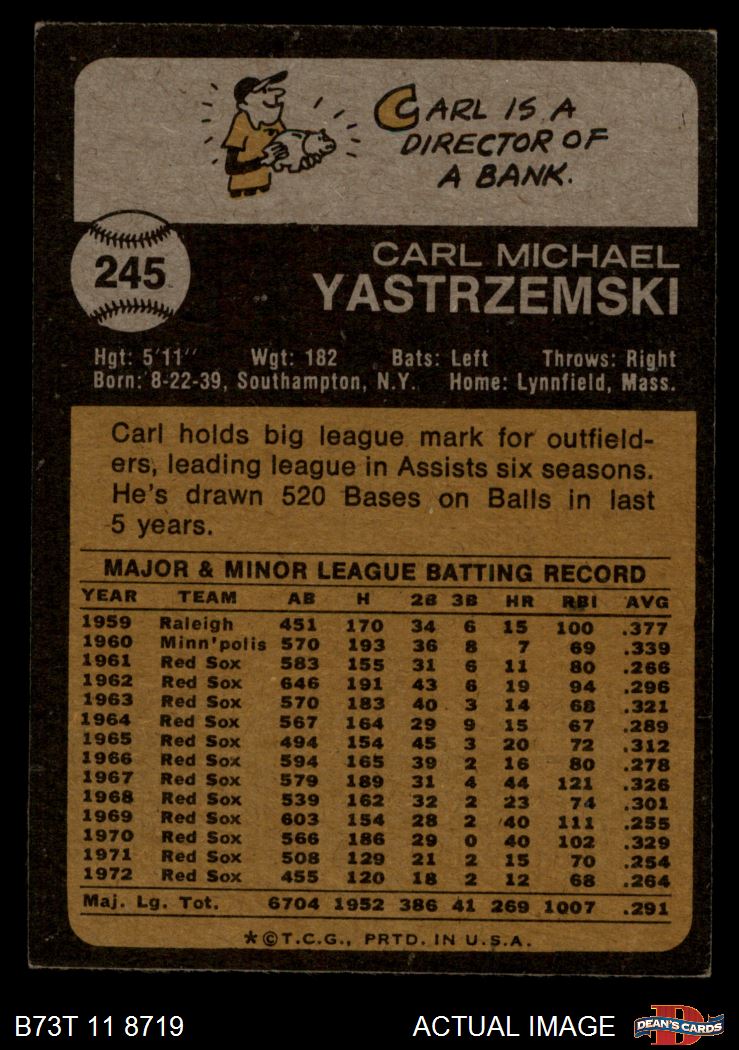 CARL IS A
DIRECTOR OF
A BANK.
245
CARL MICHAEL
YASTRZEMSKI
Hgt: 5'11" Wgt: 182 Bats: Left Throws: Right
Born: 8-22-39, Southampton, N.Y. Home: Lynnfield, Mass.
Carl holds big league mark for outfield-
ers, leading league in Assists six seasons.
He's drawn 520 Bases on Balls in last
5 years.
MAJOR & MINOR LEAGUE BATTING RECORD
YEAR TEAM AB H 2B 3B HR RBI AVG
1959 Raleigh 451 170 34 6 15 100 .377
1960 Minn'polis 570 193 36 8 7 69 .339
1961 Red Sox 583 155 31 6 11 80 .266
1962 Red Sox 646 191 43 6 19 94 .296
1963 Red Sox 570 183 40 3 14 68 .321
1964 Red Sox 567 164 29 9 15 67 .289
1965 Red Sox 494 154 45 3 20 72 .312
1966 Red Sox 594 165 39 2 16 80 .278
1967 Red Sox 579 189 31 4 44 121 .326
1968 Red Sox 539 162 32 2 23 74 .301
1969 Red Sox 603 154 28 2 40 111 .255
1970 Red Sox 566 186 29 0 40 102 .329
1971 Red Sox 508 129 21 2 15 70 .254
1972 Red Sox 455 120 18 2 12 68 .264
Maj. Lg. Tot. 6704 1952 386 41 269 1007 .291
*©T.C.G., PRTD. IN U.S.A.
B73T 11 8719 ACTUAL IMAGE D DEAN'S CARDS